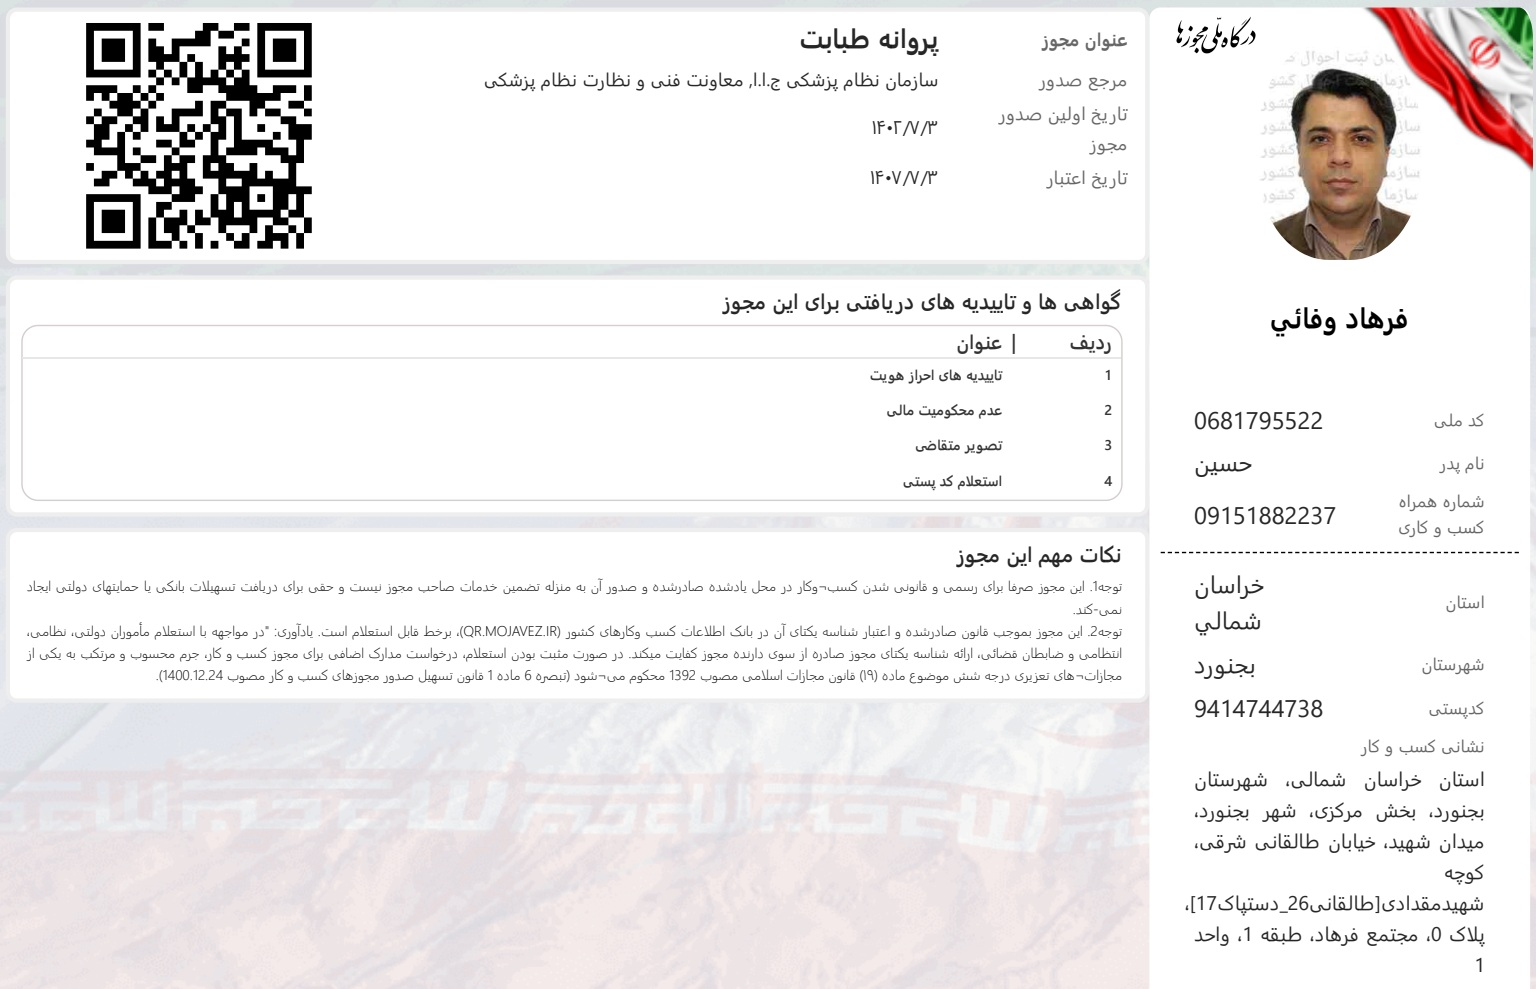 درگاه ملّی مجوزها
فرهاد وفائي
کد ملی 0681795522
نام پدر حسین
شماره همراه کسب و کاری 09151882237
استان خراسان شمالي
شهرستان بجنورد
کدپستی 9414744738
نشانی کسب و کار
استان خراسان شمالی، شهرستان
بجنورد، بخش مرکزی، شهر بجنورد،
میدان شهید، خیابان طالقانی شرقی،
کوچه
شهیدمقدادی[طالقانی26_دستپاک17]،
پلاک 0، مجتمع فرهاد، طبقه 1، واحد
1
عنوان مجوز پروانه طبابت
مرجع صدور سازمان نظام پزشکی ج.ا.ا, معاونت فنی و نظارت نظام پزشکی
تاریخ اولین صدور مجوز ۱۴۰۲/۷/۳
تاریخ اعتبار ۱۴۰۷/۷/۳
گواهی ها و تاییدیه های دریافتی برای این مجوز
ردیف | عنوان
1 تاییدیه های احراز هویت
2 عدم محکومیت مالی
3 تصویر متقاضی
4 استعلام کد پستی
نکات مهم این مجوز
توجه1. این مجوز صرفا برای رسمی و قانونی شدن کسب¬وکار در محل یادشده صادرشده و صدور آن به منزله تضمین خدمات صاحب مجوز نیست و حقی برای دریافت تسهیلات بانکی یا حمایتهای دولتی ایجاد
نمی-کند.
توجه2. این مجوز بموجب قانون صادرشده و اعتبار شناسه یکتای آن در بانک اطلاعات کسب وکارهای کشور (QR.MOJAVEZ.IR)، برخط قابل استعلام است. یادآوری: "در مواجهه با استعلام مأموران دولتی، نظامی،
انتظامی و ضابطان قضائی، ارائه شناسه یکتای مجوز صادره از سوی دارنده مجوز کفایت میکند. در صورت مثبت بودن استعلام، درخواست مدارک اضافی برای مجوز کسب و کار، جرم محسوب و مرتکب به یکی از
مجازات¬های تعزیری درجه شش موضوع ماده (۱۹) قانون مجازات اسلامی مصوب 1392 محکوم می¬شود (تبصره 6 ماده 1 قانون تسهیل صدور مجوزهای کسب و کار مصوب 1400.12.24).